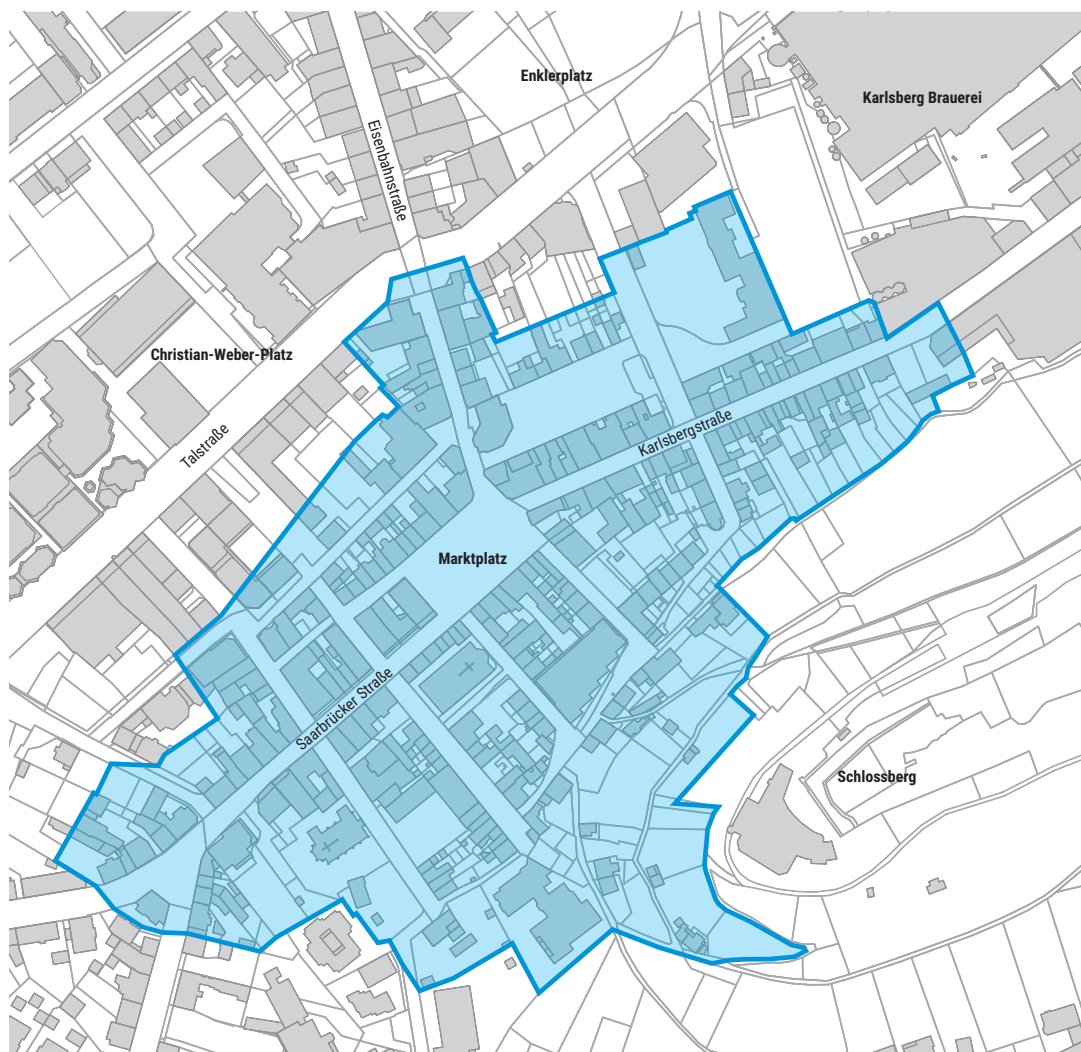 Enklerplatz
Karlsberg Brauerei
Eisenbahnstraße
Christian-Weber-Platz
Talstraße
Karlsbergstraße
Marktplatz
Saarbrücker Straße
Schlossberg